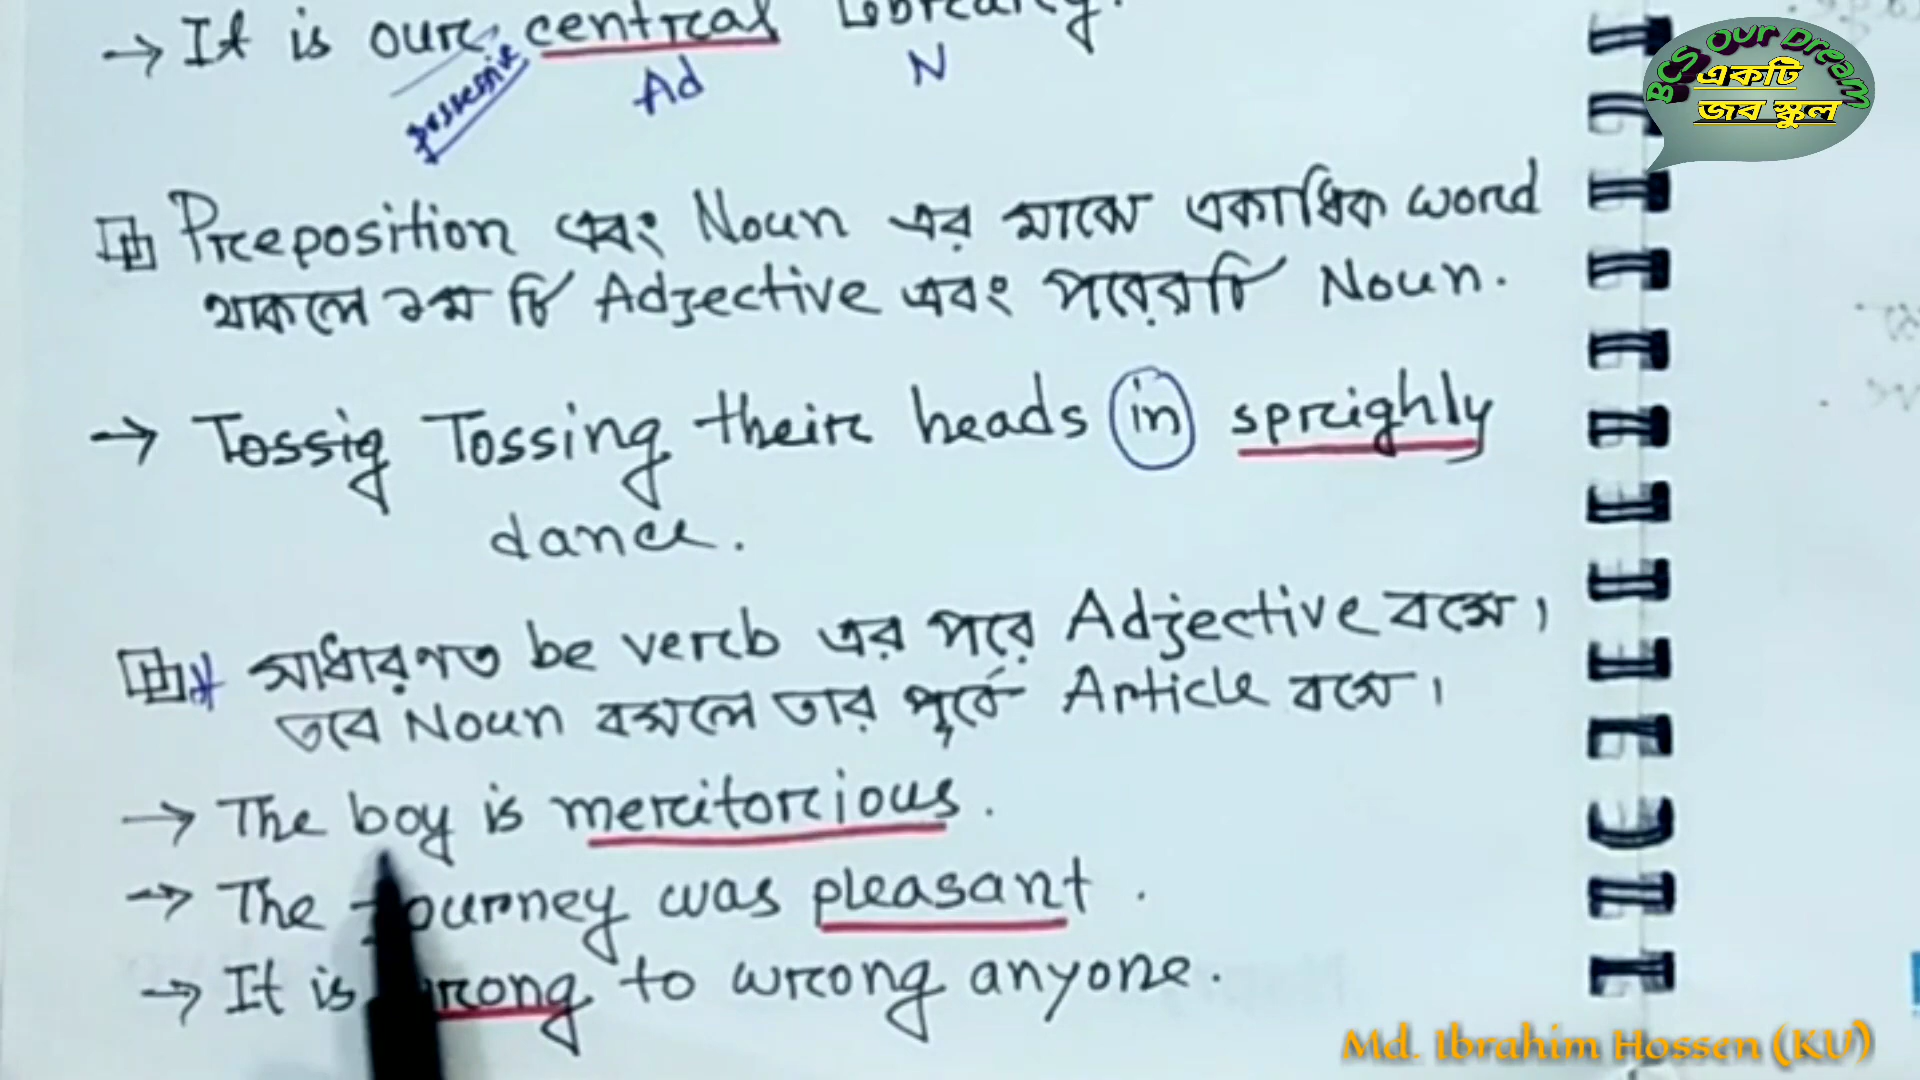 → It is our central Library.
possessive Ad N
Preposition এবং Noun এর মাঝে একাধিক word
থাকলে ১ম টি Adjective এবং পরেরটি Noun.
→ Tossig Tossing their heads in sprighly
dance.
সাধারণত be verb এর পরে Adjective বসে।
তবে Noun বসলে তার পূর্বে Article বসে।
→ The boy is meritorious.
→ The journey was pleasant.
→ It is wrong to wrong anyone.
BCS Our Dream
একটি
জব স্কুল
Md. Ibrahim Hossen (KU)